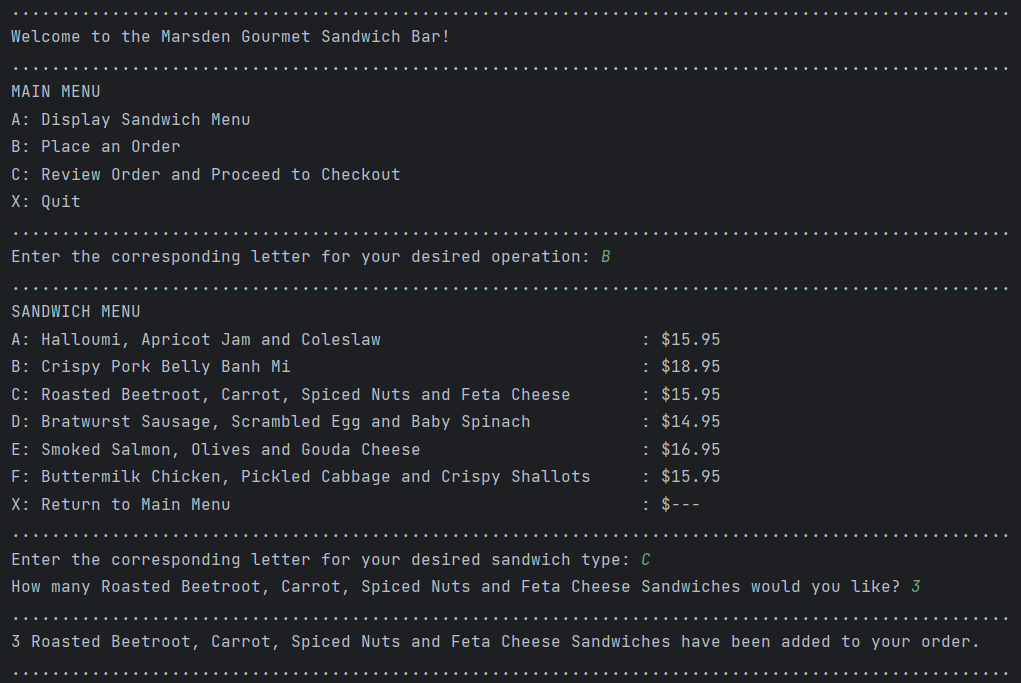 ....................................................................................................
Welcome to the Marsden Gourmet Sandwich Bar!
....................................................................................................
MAIN MENU
A: Display Sandwich Menu
B: Place an Order
C: Review Order and Proceed to Checkout
X: Quit
....................................................................................................
Enter the corresponding letter for your desired operation: B
....................................................................................................
SANDWICH MENU
A: Halloumi, Apricot Jam and Coleslaw                          : $15.95
B: Crispy Pork Belly Banh Mi                                   : $18.95
C: Roasted Beetroot, Carrot, Spiced Nuts and Feta Cheese       : $15.95
D: Bratwurst Sausage, Scrambled Egg and Baby Spinach           : $14.95
E: Smoked Salmon, Olives and Gouda Cheese                      : $16.95
F: Buttermilk Chicken, Pickled Cabbage and Crispy Shallots     : $15.95
X: Return to Main Menu                                         : $---
....................................................................................................
Enter the corresponding letter for your desired sandwich type: C
How many Roasted Beetroot, Carrot, Spiced Nuts and Feta Cheese Sandwiches would you like? 3
....................................................................................................
3 Roasted Beetroot, Carrot, Spiced Nuts and Feta Cheese Sandwiches have been added to your order.
....................................................................................................